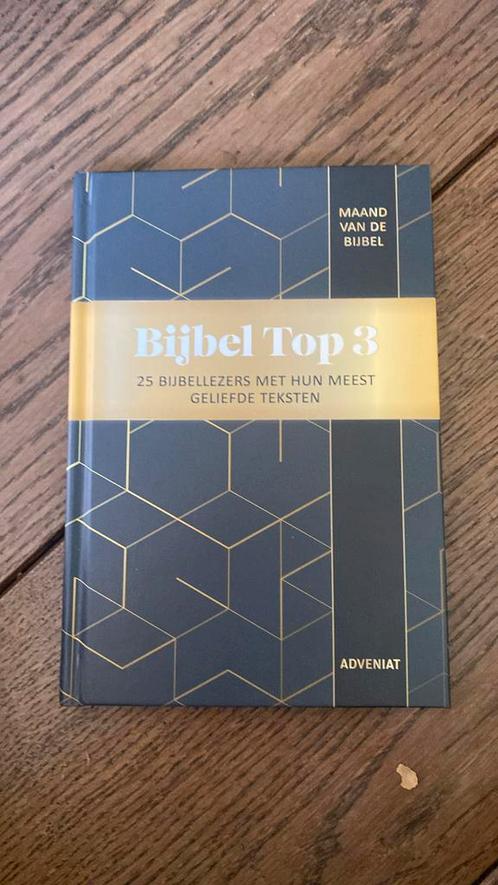 MAAND
VAN DE
BIJBEL
Bijbel Top 3
25 BIJBELLEZERS MET HUN MEEST
GELIEFDE TEKSTEN
ADVENIAT